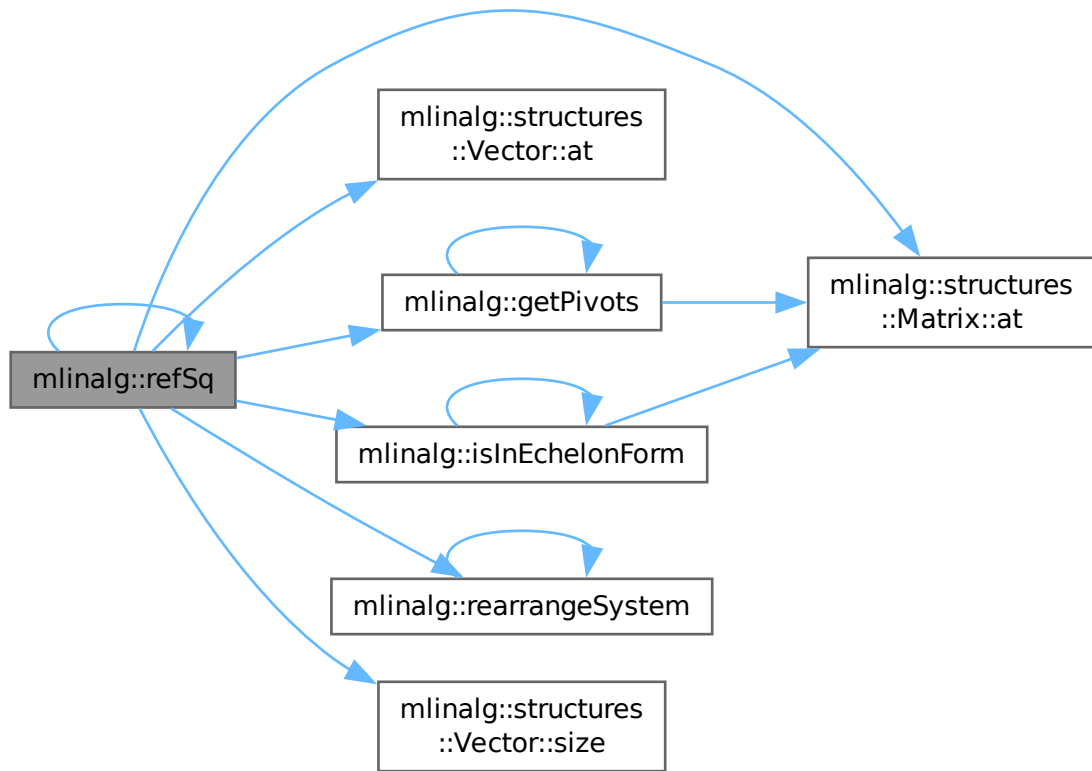 mlinalg::structures
::Vector::at
mlinalg::getPivots
mlinalg::structures
::Matrix::at
mlinalg::refSq
mlinalg::isInEchelonForm
mlinalg::rearrangeSystem
mlinalg::structures
::Vector::size